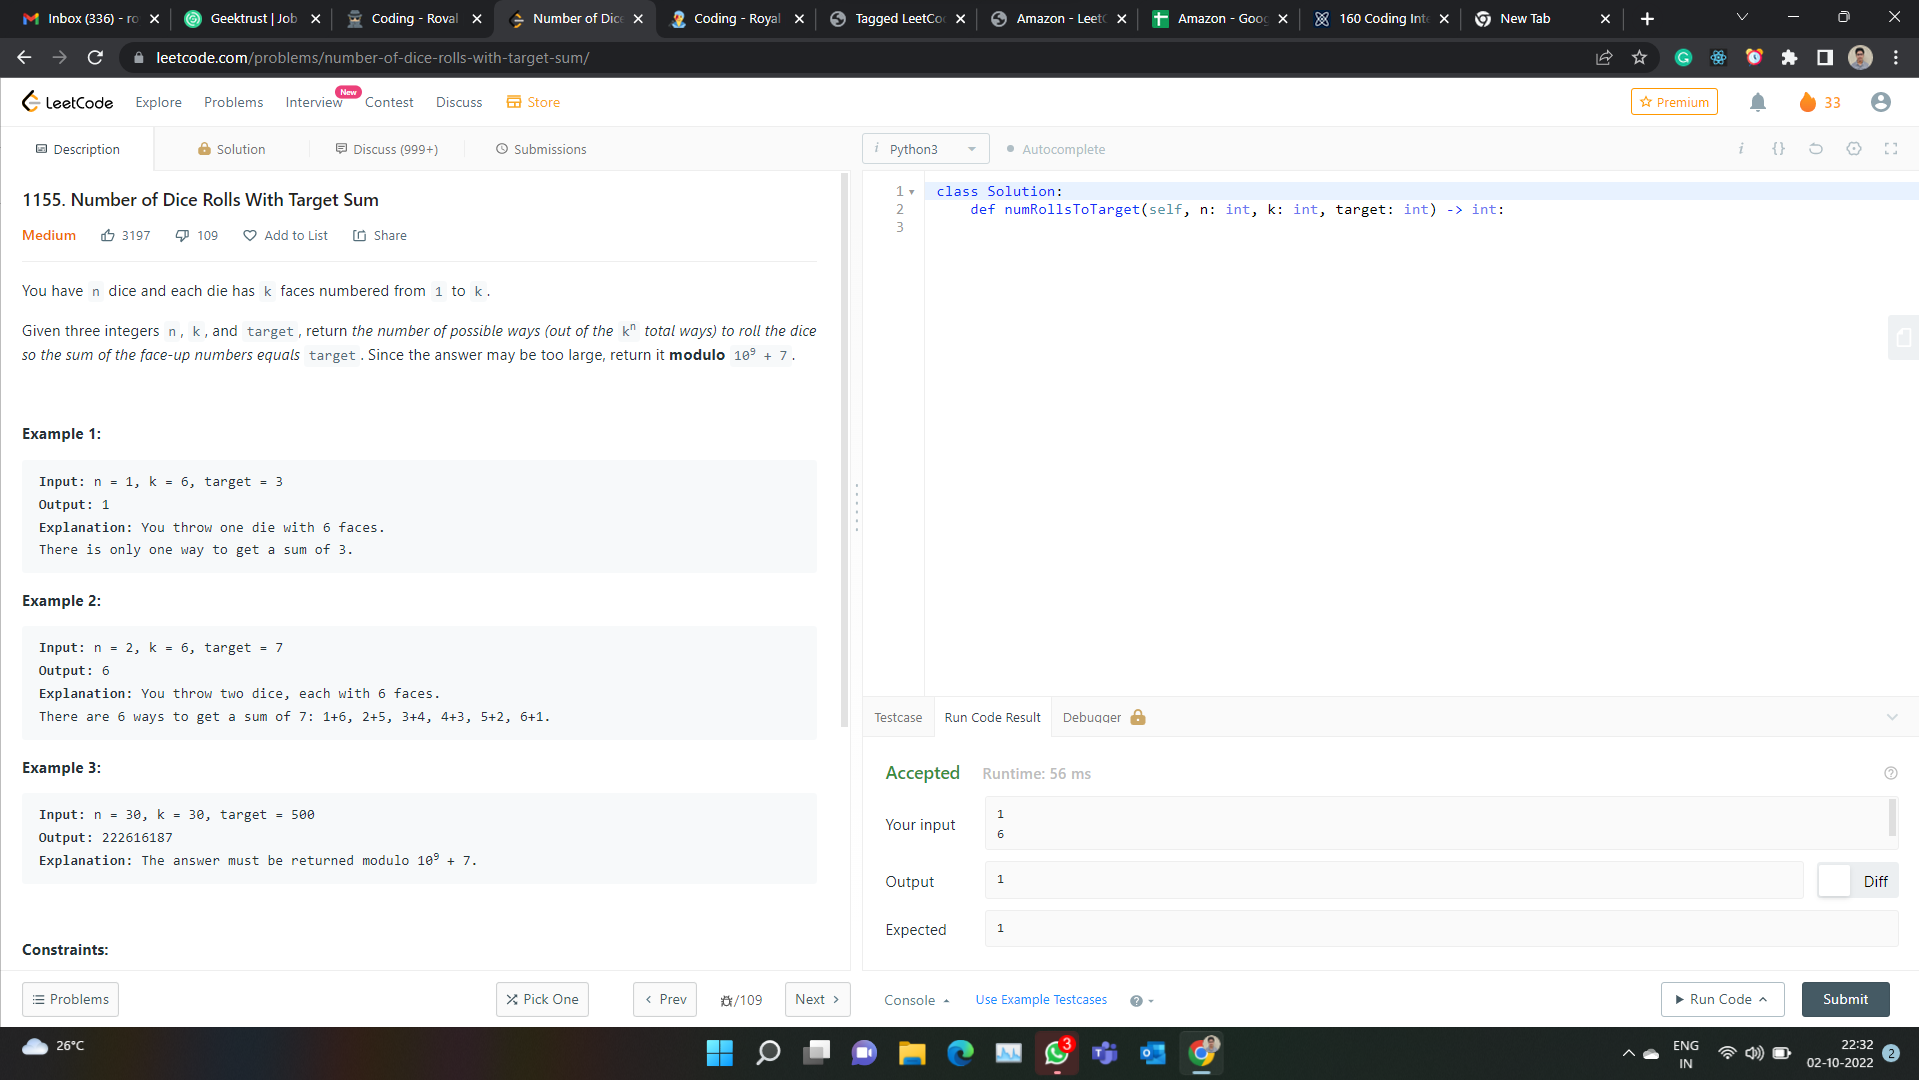 Inbox (336) - ro
Geektrust | Job
Coding - Royal
Number of Dice
Coding - Royal
Tagged LeetCo
Amazon - LeetC
Amazon - Goog
160 Coding Inte
New Tab
leetcode.com/problems/number-of-dice-rolls-with-target-sum/
LeetCode
Explore
Problems
Interview
New
Contest
Discuss
Store
Premium
33
Description
Solution
Discuss (999+)
Submissions
i Python3
Autocomplete
i {}
1155. Number of Dice Rolls With Target Sum
Medium 3197 109 Add to List Share
You have n dice and each die has k faces numbered from 1 to k.
Given three integers n, k, and target, return the number of possible ways (out of the kⁿ total ways) to roll the dice
so the sum of the face-up numbers equals target. Since the answer may be too large, return it modulo 10⁹ + 7.
Example 1:
Input: n = 1, k = 6, target = 3
Output: 1
Explanation: You throw one die with 6 faces.
There is only one way to get a sum of 3.
Example 2:
Input: n = 2, k = 6, target = 7
Output: 6
Explanation: You throw two dice, each with 6 faces.
There are 6 ways to get a sum of 7: 1+6, 2+5, 3+4, 4+3, 5+2, 6+1.
Example 3:
Input: n = 30, k = 30, target = 500
Output: 222616187
Explanation: The answer must be returned modulo 10⁹ + 7.
Constraints:
Problems
Pick One
Prev
/109
Next
1 class Solution:
2     def numRollsToTarget(self, n: int, k: int, target: int) -> int:
3
Testcase
Run Code Result
Debugger
Accepted Runtime: 56 ms
Your input
1
6
Output
1
Diff
Expected
1
Console
Use Example Testcases
Run Code
Submit
26°C
3
ENG
IN
22:32
02-10-2022
2